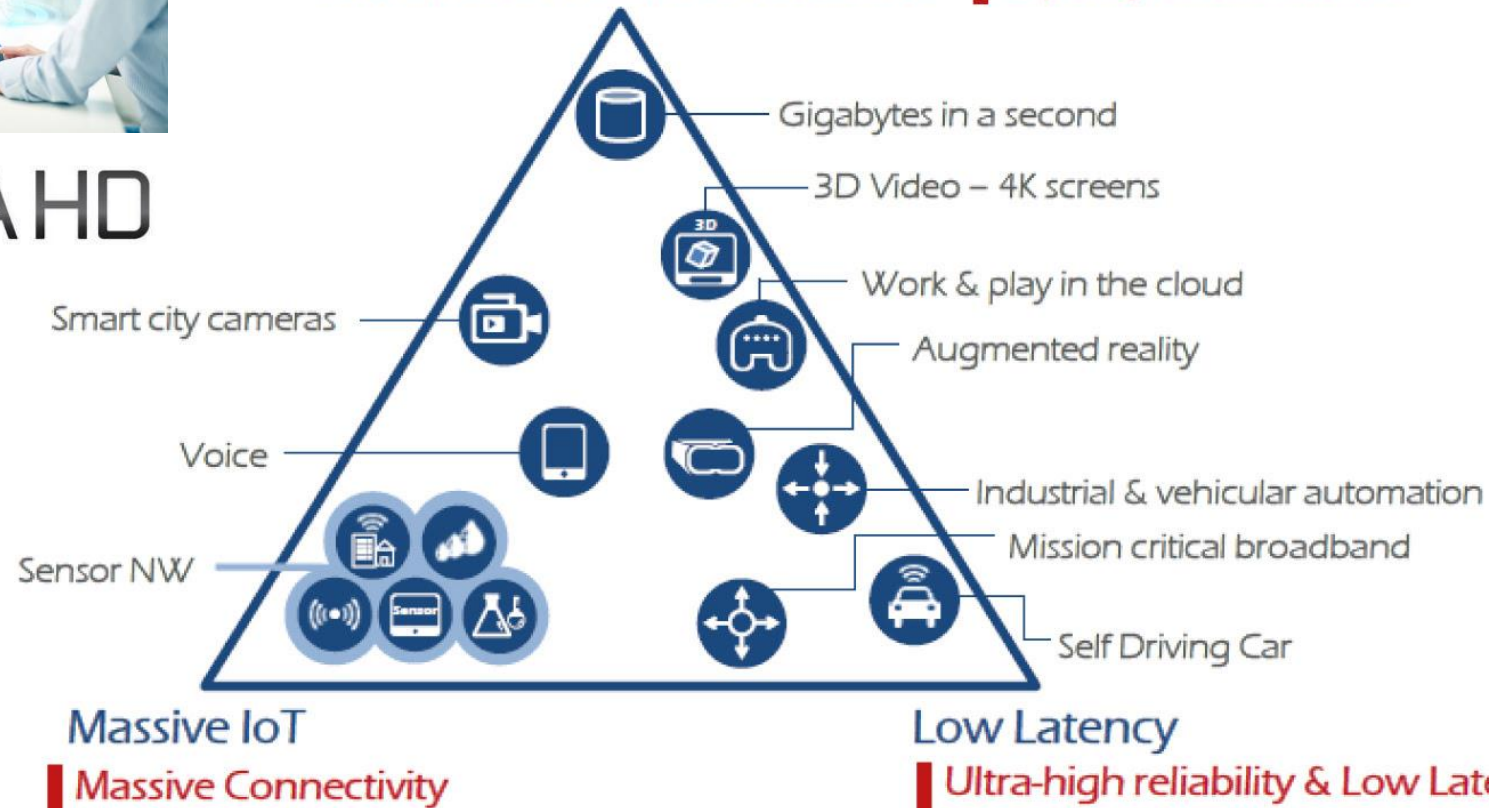 Gigabytes in a second
3D Video – 4K screens
3D
HD
Work & play in the cloud
Smart city cameras
Augmented reality
Voice
Industrial & vehicular automation
Mission critical broadband
Sensor NW
Sensor
Self Driving Car
Massive IoT
Low Latency
Massive Connectivity
Ultra-high reliability & Low